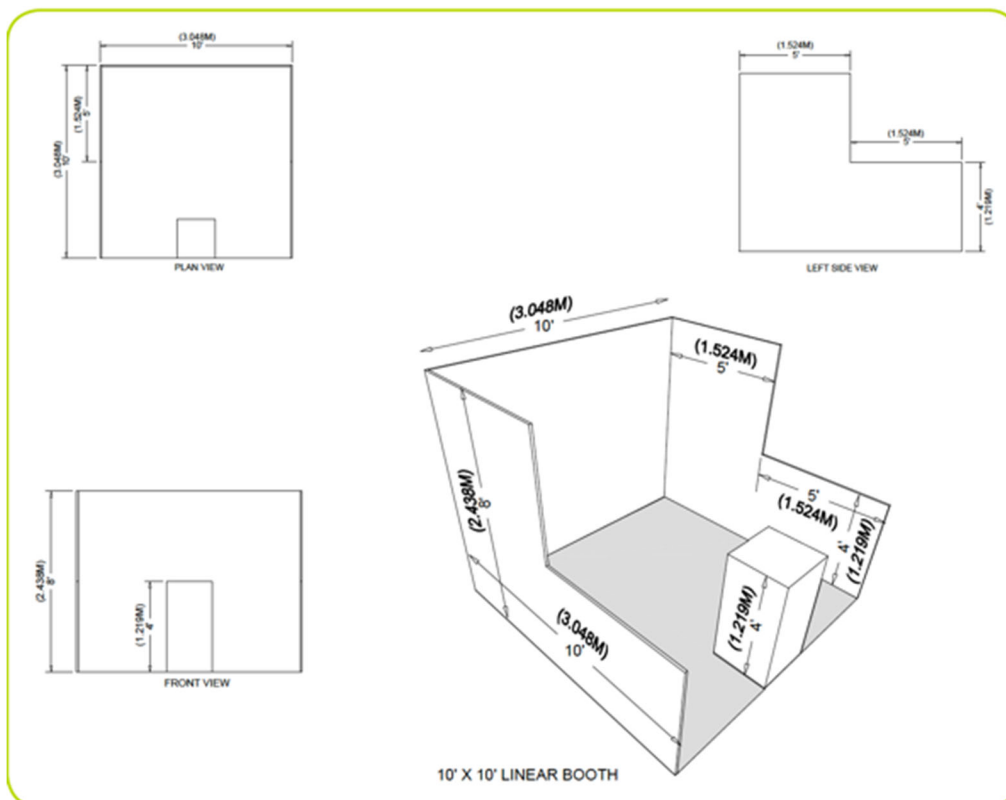 (3.048M)
10'
(1.524M)
5'
(3.048M)
10'
PLAN VIEW
(1.524M)
5'
(1.524M)
5'
4'
(1.219M)
LEFT SIDE VIEW
(3.048M)
10'
(1.524M)
5'
(2.438M)
8'
5'
(1.524M)
4'
(1.219M)
(1.219M)
4'
(3.048M)
10'
(2.438M)
8'
(1.219M)
4'
FRONT VIEW
10' X 10' LINEAR BOOTH